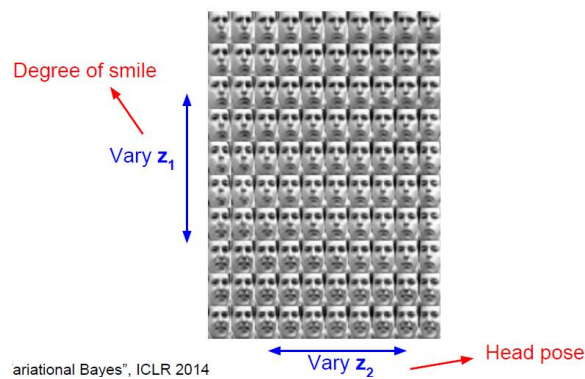 Degree of smile
Vary z1
Vary z2
Head pose
ariational Bayes”, ICLR 2014